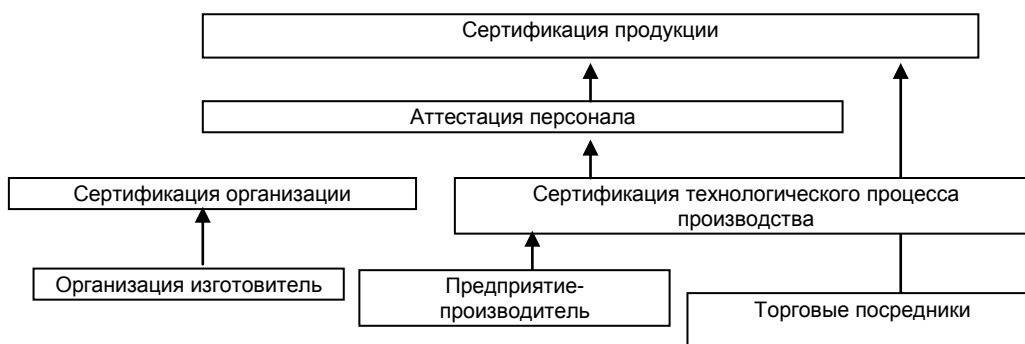 Сертификация продукции
Аттестация персонала
Сертификация организации
Сертификация технологического процесса
производства
Организация изготовитель
Предприятие-
производитель
Торговые посредники